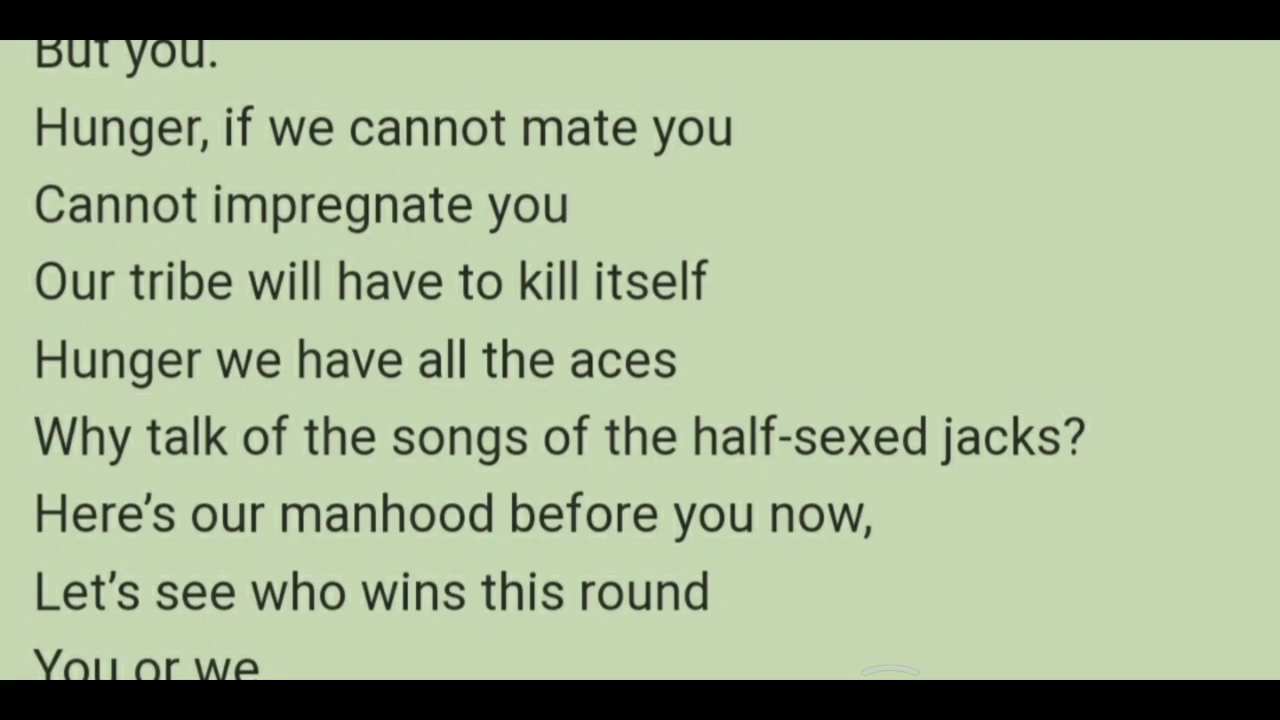 But you.
Hunger, if we cannot mate you
Cannot impregnate you
Our tribe will have to kill itself
Hunger we have all the aces
Why talk of the songs of the half-sexed jacks?
Here’s our manhood before you now,
Let’s see who wins this round
You or we